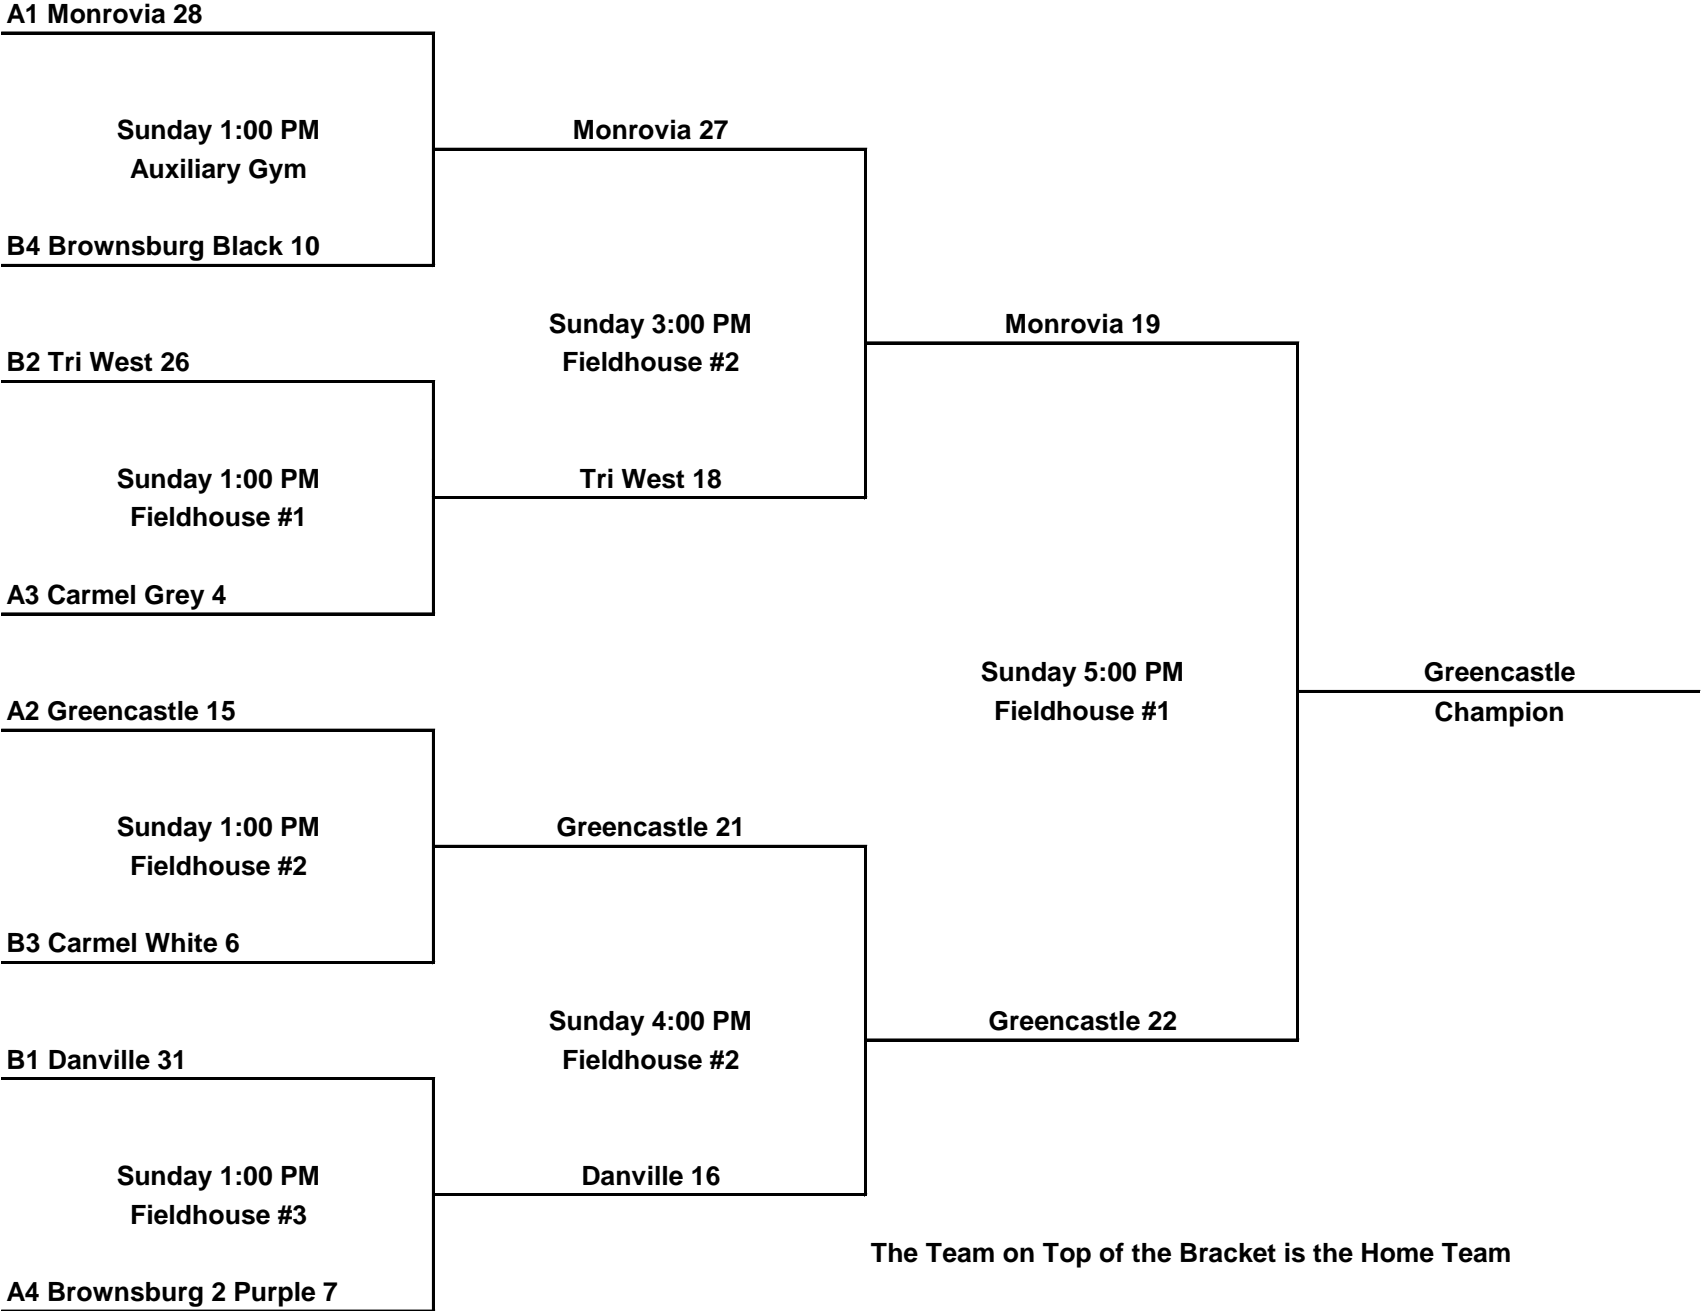 A1 Monrovia 28
Sunday 1:00 PM
Auxiliary Gym
B4 Brownsburg Black 10
B2 Tri West 26
Sunday 1:00 PM
Fieldhouse #1
A3 Carmel Grey 4
A2 Greencastle 15
Sunday 1:00 PM
Fieldhouse #2
B3 Carmel White 6
B1 Danville 31
Sunday 1:00 PM
Fieldhouse #3
A4 Brownsburg 2 Purple 7
Monrovia 27
Sunday 3:00 PM
Fieldhouse #2
Tri West 18
Greencastle 21
Sunday 4:00 PM
Fieldhouse #2
Danville 16
Monrovia 19
Sunday 5:00 PM
Fieldhouse #1
Greencastle 22
Greencastle
Champion
The Team on Top of the Bracket is the Home Team